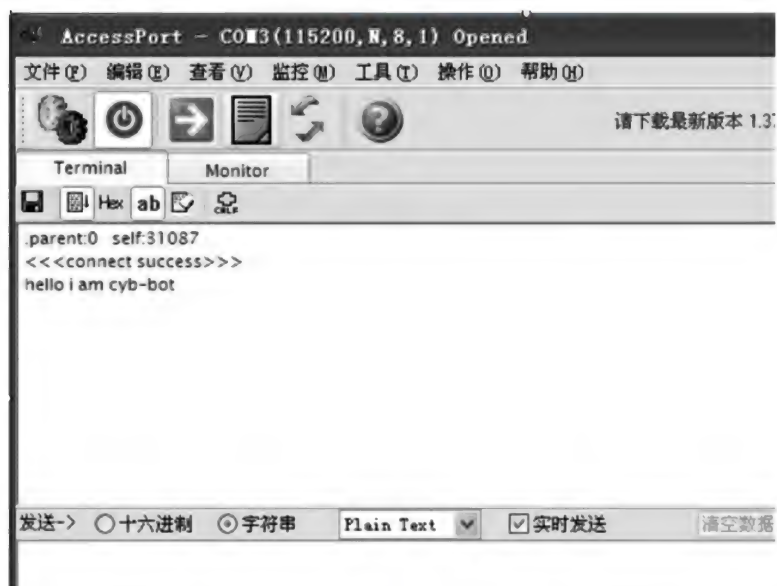 AccessPort - COM3(115200,N,8,1) Opened
文件(F) 编辑(E) 查看(V) 监控(M) 工具(T) 操作(O) 帮助(H)
请下载最新版本 1.37
Terminal Monitor
Hex ab CRLF
.parent:0 self:31087
<<<connect success>>>
hello i am cyb-bot
发送-> 十六进制 字符串 Plain Text 实时发送 清空数据